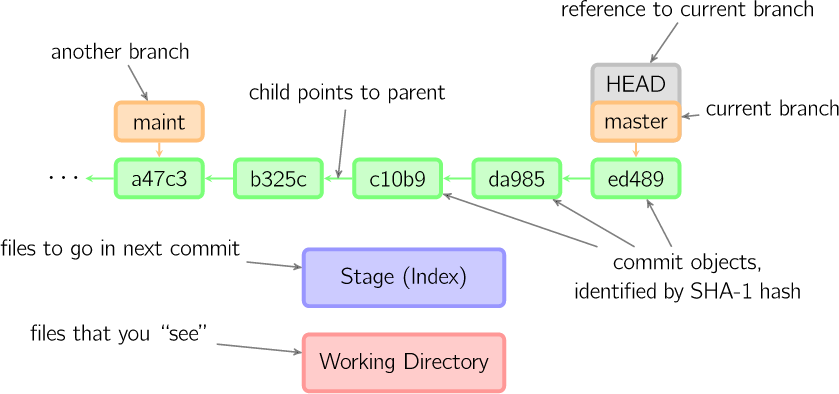 reference to current branch
another branch
HEAD
child points to parent
current branch
maint
master
...
a47c3
b325c
c10b9
da985
ed489
files to go in next commit
Stage (Index)
commit objects,
identified by SHA-1 hash
files that you “see”
Working Directory